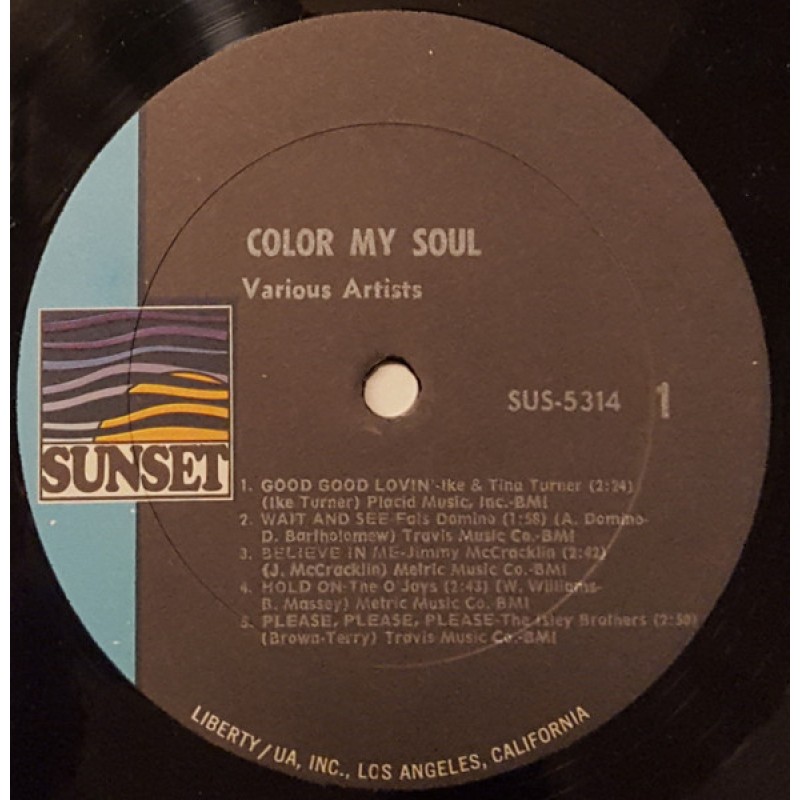 COLOR MY SOUL
Various Artists
SUS-5314 1
SUNSET
1. GOOD GOOD LOVIN'-Ike & Tina Turner (2:24)
(Ike Turner) Placid Music, Inc.-BMI
2. WAIT AND SEE-Fats Domino (1:58) (A. Domino-
D. Bartholomew) Travis Music Co.-BMI
3. BELIEVE IN ME-Jimmy McCracklin (2:42)
(J. McCracklin) Metric Music Co.-BMI
4. HOLD ON-The O'Jays (2:43) (W. Williams-
B. Massey) Metric Music Co. BMI
5. PLEASE, PLEASE, PLEASE-The Isley Brothers (2:50)
(Brown-Terry) Travis Music Co.-BMI
LIBERTY/UA, INC., LOS ANGELES, CALIFORNIA